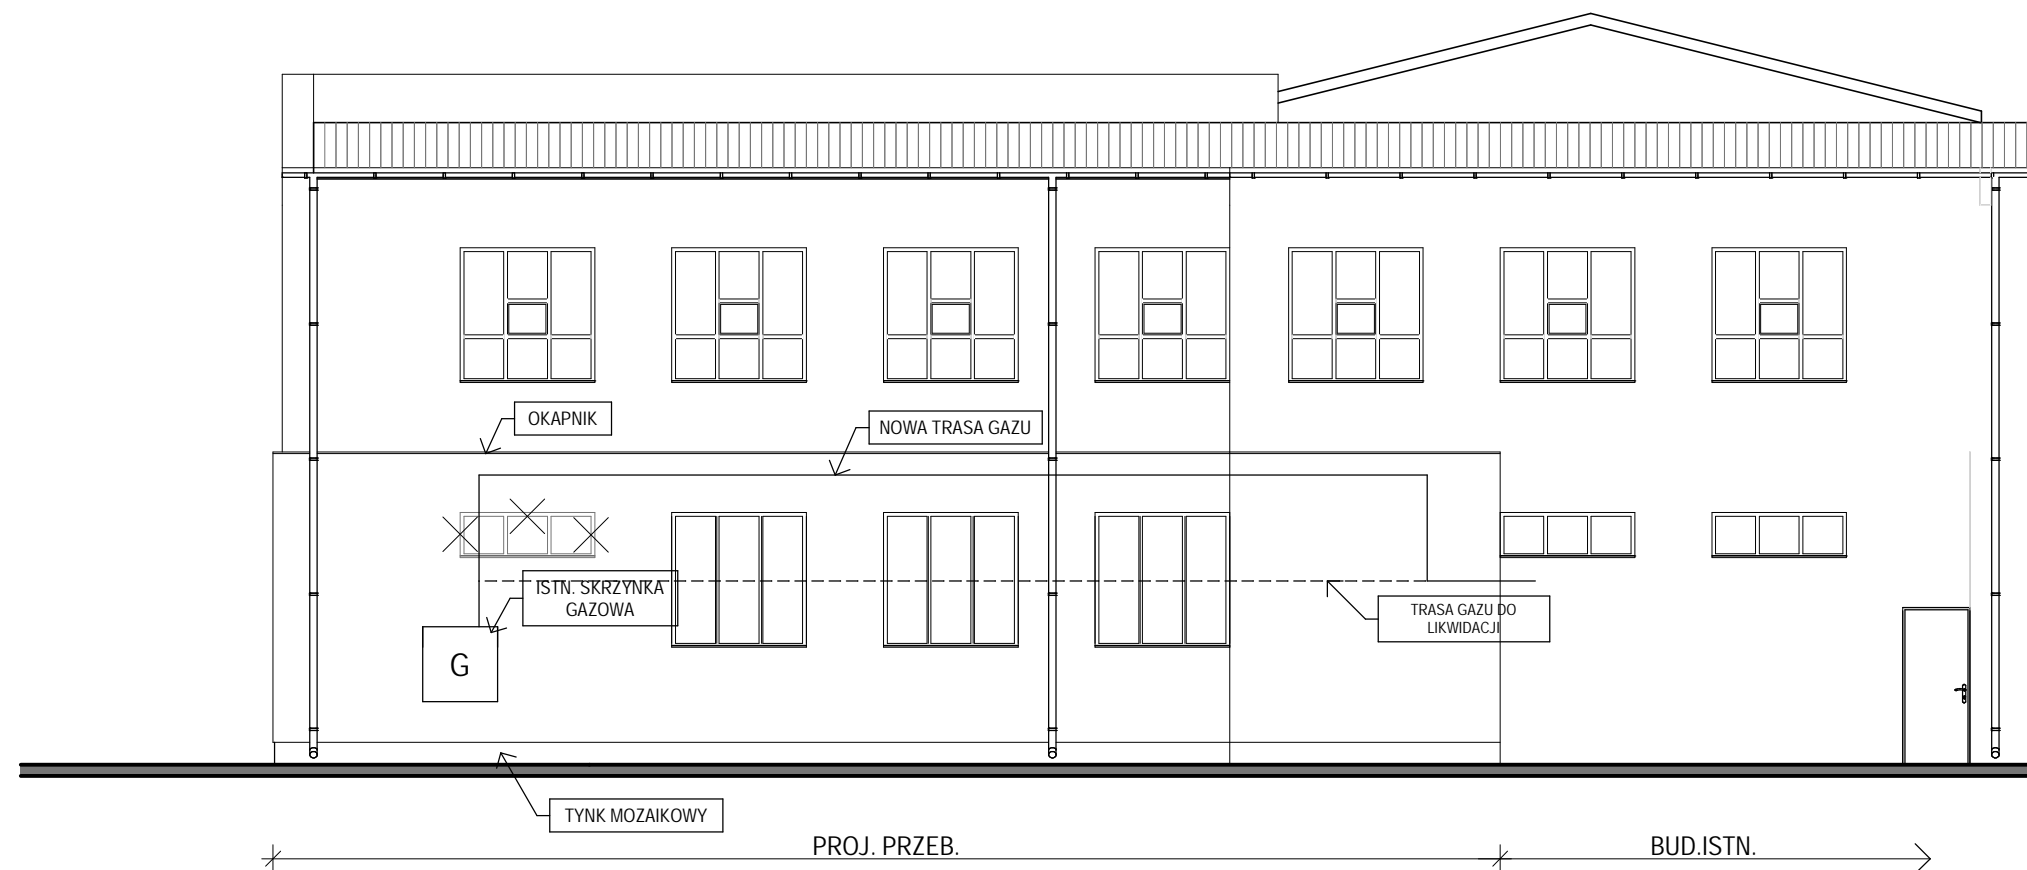 OKAPNIK
NOWA TRASA GAZU
ISTN. SKRZYNKA
GAZOWA
TRASA GAZU DO
LIKWIDACJI
G
TYNK MOZAIKOWY
PROJ. PRZEB.
BUD.ISTN.